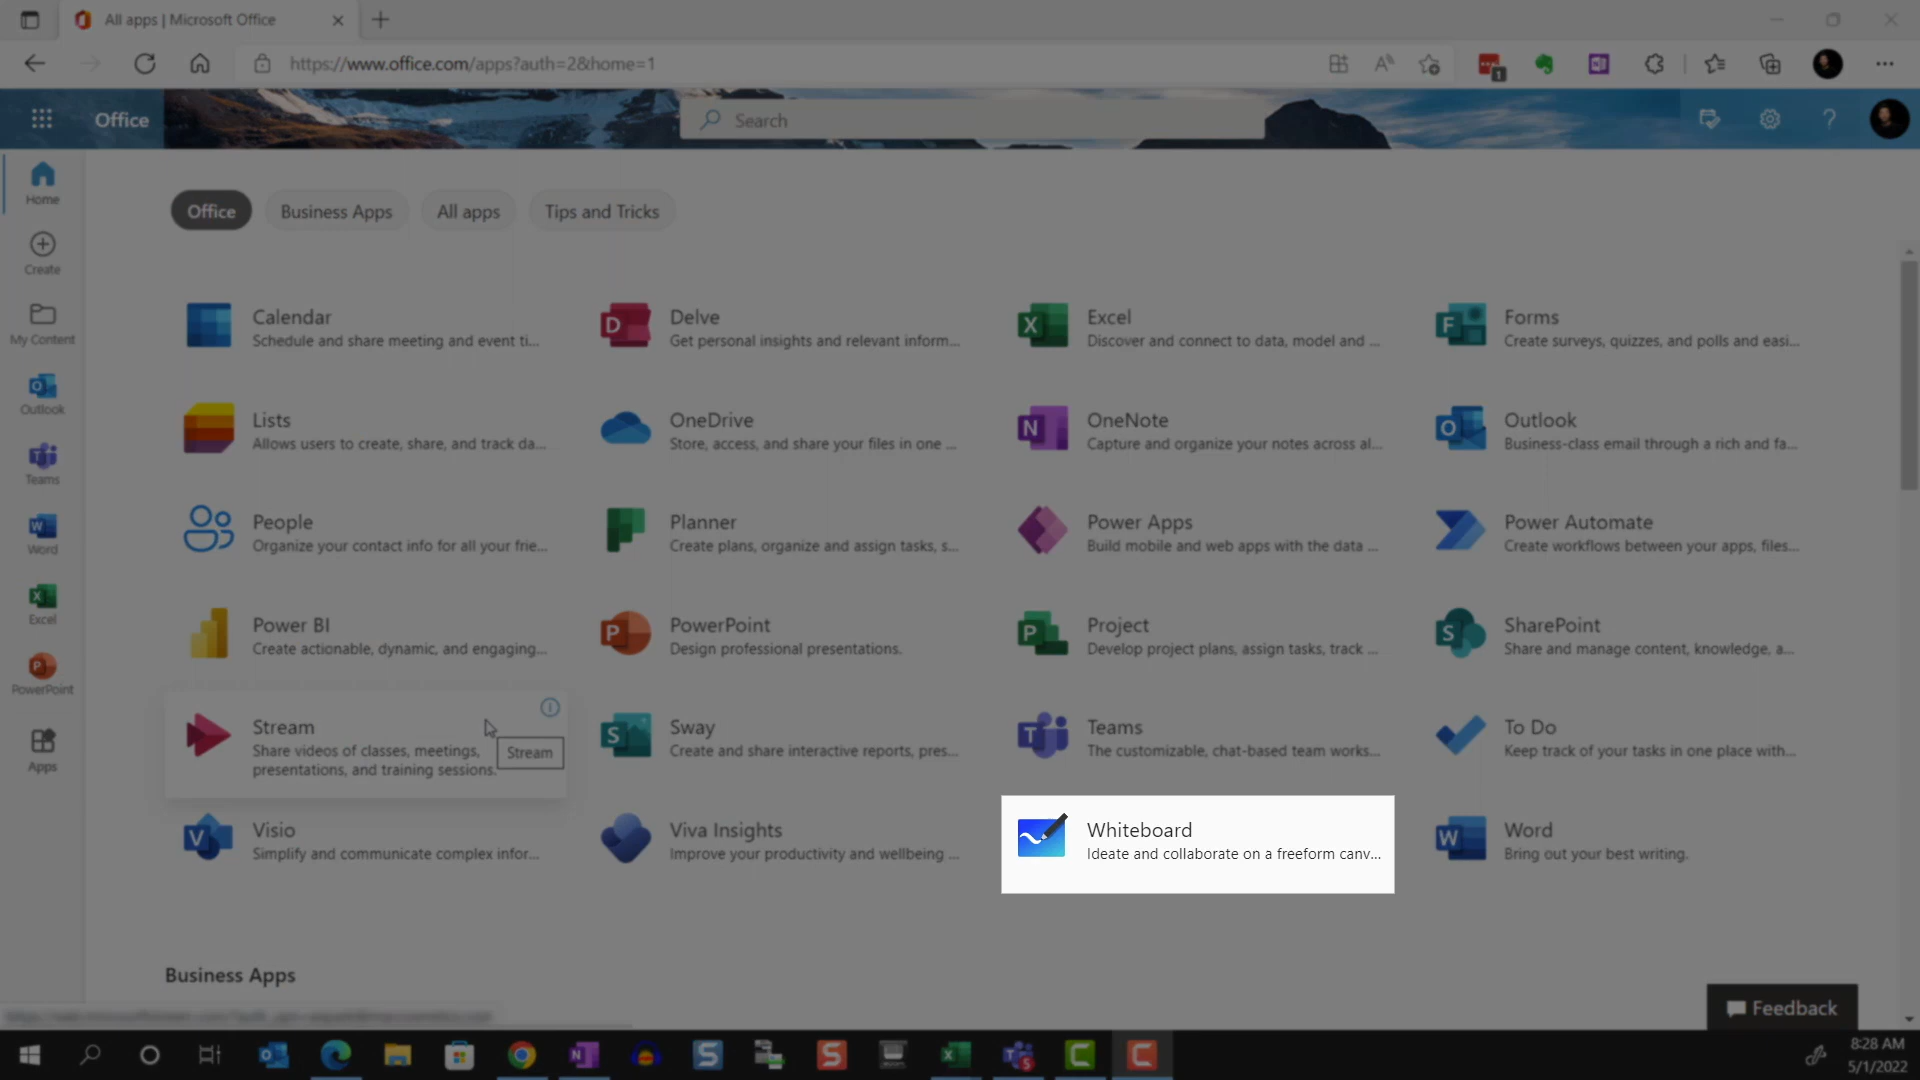 All apps | Microsoft Office
https://www.office.com/apps?auth=2&home=1
1
Office
Search
Home
Create
My Content
Outlook
Teams
Word
Excel
PowerPoint
Apps
Office
Business Apps
All apps
Tips and Tricks
Calendar
Schedule and share meeting and event ti...
Delve
Get personal insights and relevant inform...
Excel
Discover and connect to data, model and ...
Forms
Create surveys, quizzes, and polls and easi...
Lists
Allows users to create, share, and track da...
OneDrive
Store, access, and share your files in one ...
OneNote
Capture and organize your notes across al...
Outlook
Business-class email through a rich and fa...
People
Organize your contact info for all your frie...
Planner
Create plans, organize and assign tasks, s...
Power Apps
Build mobile and web apps with the data ...
Power Automate
Create workflows between your apps, files...
Power BI
Create actionable, dynamic, and engaging...
PowerPoint
Design professional presentations.
Project
Develop project plans, assign tasks, track ...
SharePoint
Share and manage content, knowledge, a...
Stream
Share videos of classes, meetings,
presentations, and training sessions.
Stream
Sway
Create and share interactive reports, pres...
Teams
The customizable, chat-based team works...
To Do
Keep track of your tasks in one place with...
Visio
Simplify and communicate complex infor...
Viva Insights
Improve your productivity and wellbeing ...
Whiteboard
Ideate and collaborate on a freeform canv...
Word
Bring out your best writing.
Business Apps
Feedback
8:28 AM
5/1/2022